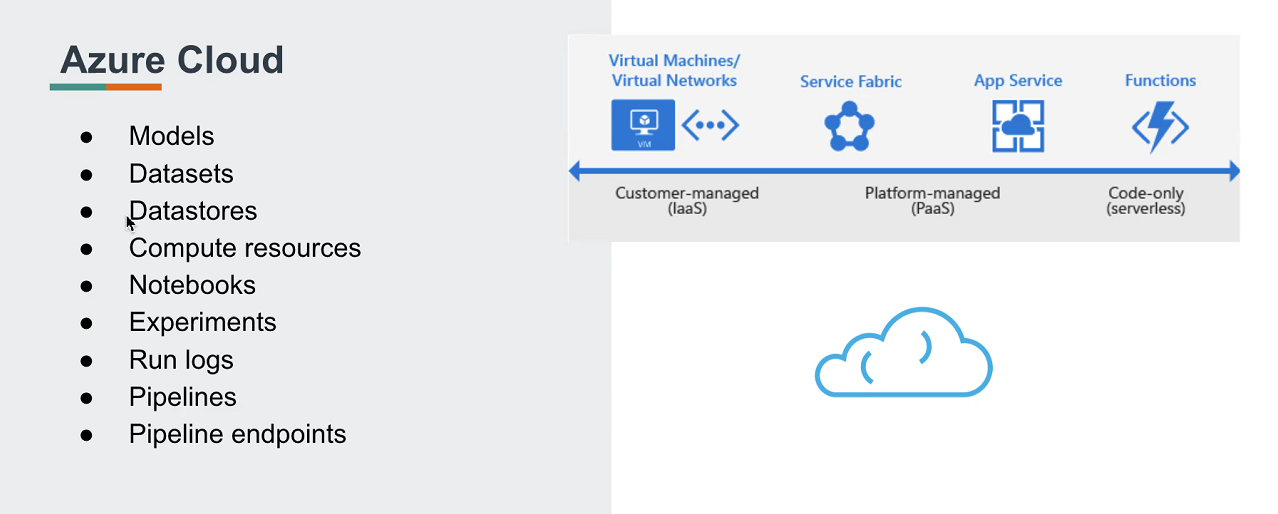 Azure Cloud
Models
Datasets
Datastores
Compute resources
Notebooks
Experiments
Run logs
Pipelines
Pipeline endpoints
Virtual Machines/
Virtual Networks
Service Fabric
App Service
Functions
VM
Customer-managed
(IaaS)
Platform-managed
(PaaS)
Code-only
(serverless)